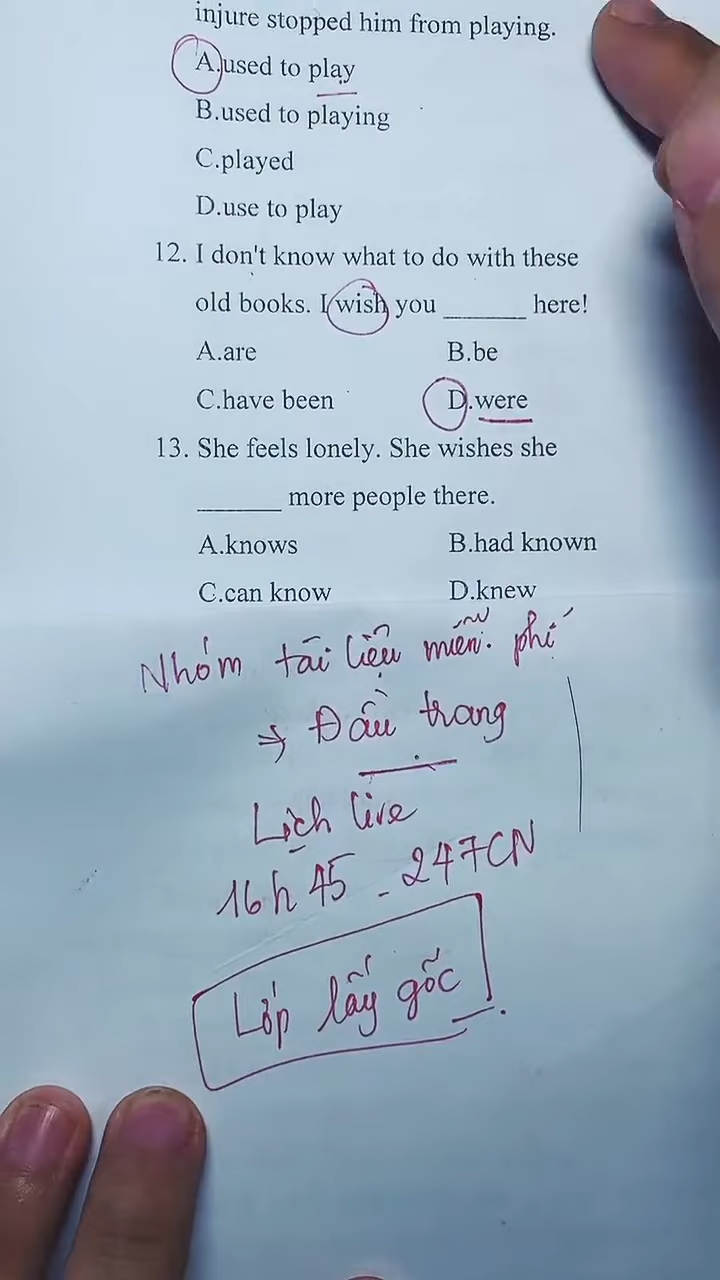 injure stopped him from playing.
A.used to play
B.used to playing
C.played
D.use to play
12. I don't know what to do with these
old books. I wish you ______ here!
A.are B.be
C.have been D.were
13. She feels lonely. She wishes she
______ more people there.
A.knows B.had known
C.can know D.knew
Nhóm tài liệu miễn phí
⇒ Đầu trang
Lịch live
16h45 - 247CN
Lớp lấy gốc